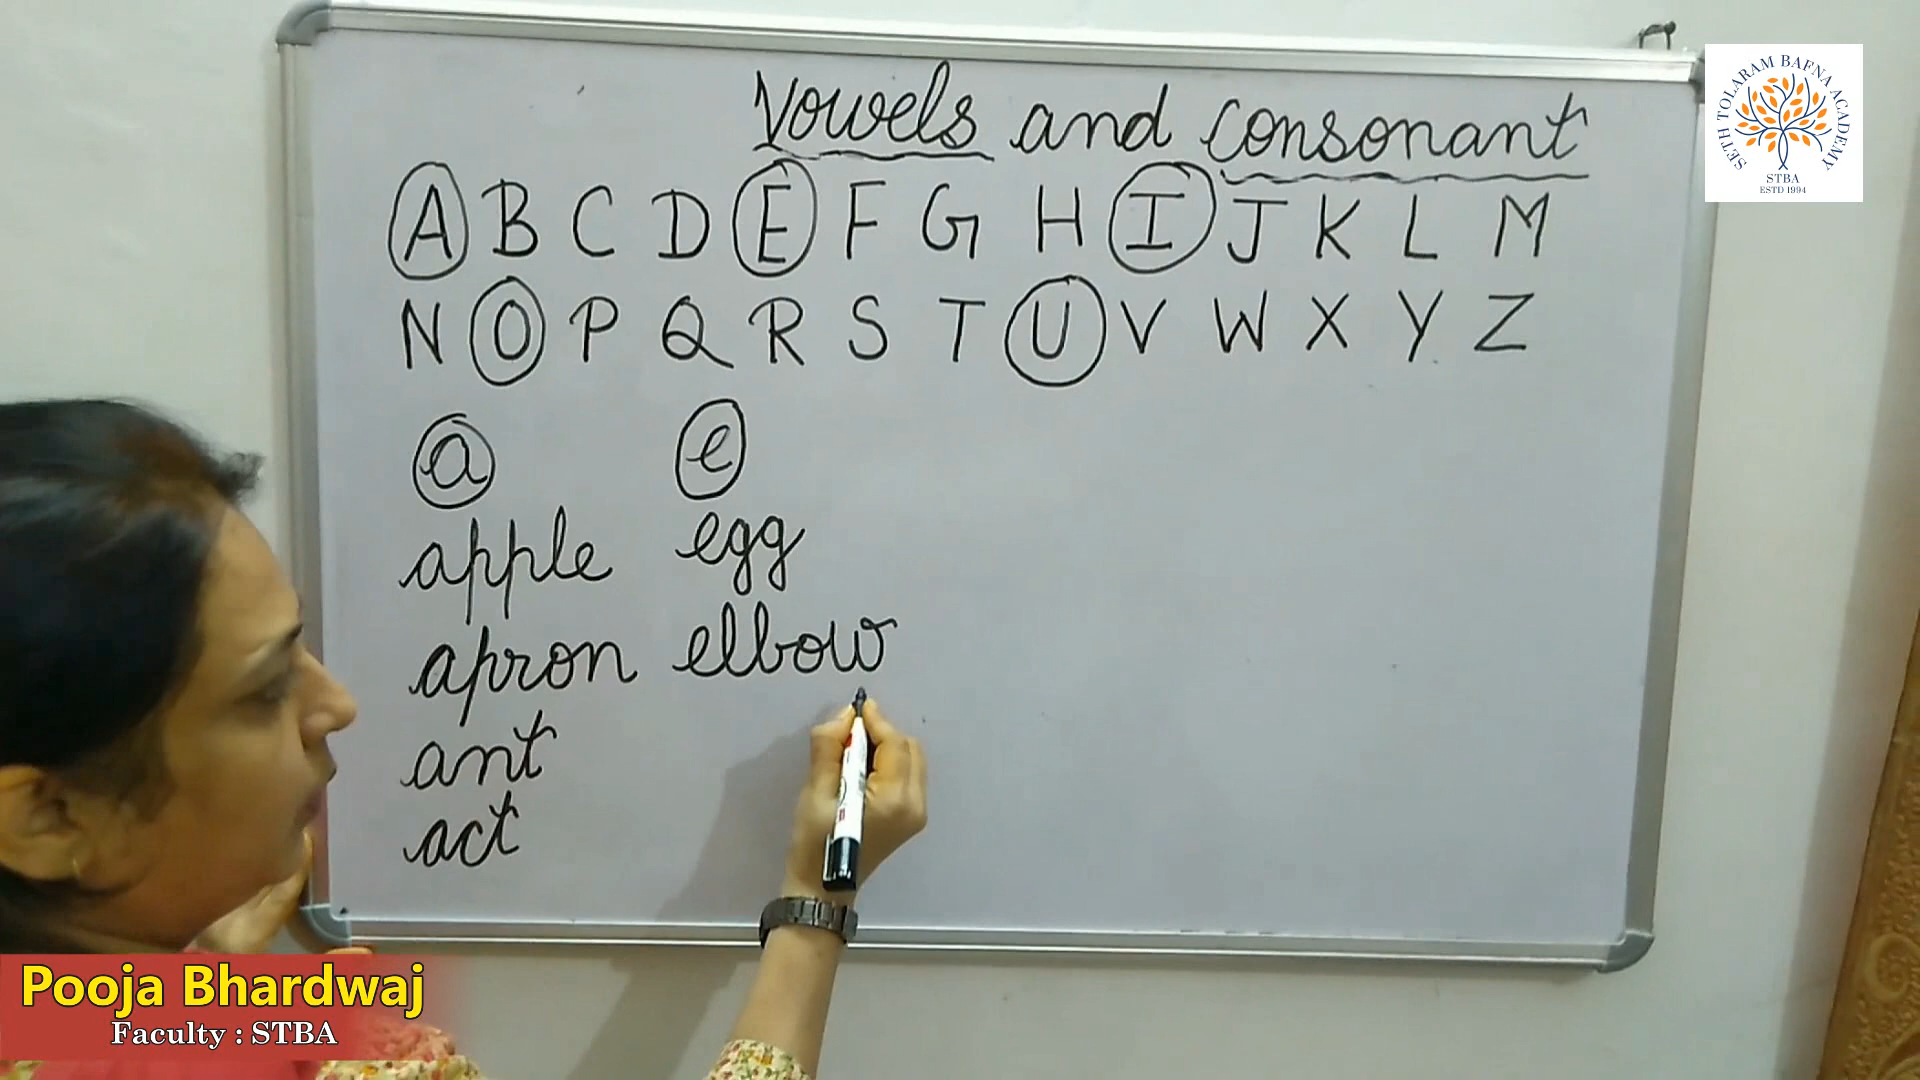 Vowels and consonant
A B C D E F G H I J K L M
N O P Q R S T U V W X Y Z
a e
apple egg
apron elbow
ant
act
SETH TOLARAM BAFNA ACADEMY
STBA
ESTD 1994
Pooja Bhardwaj
Faculty : STBA